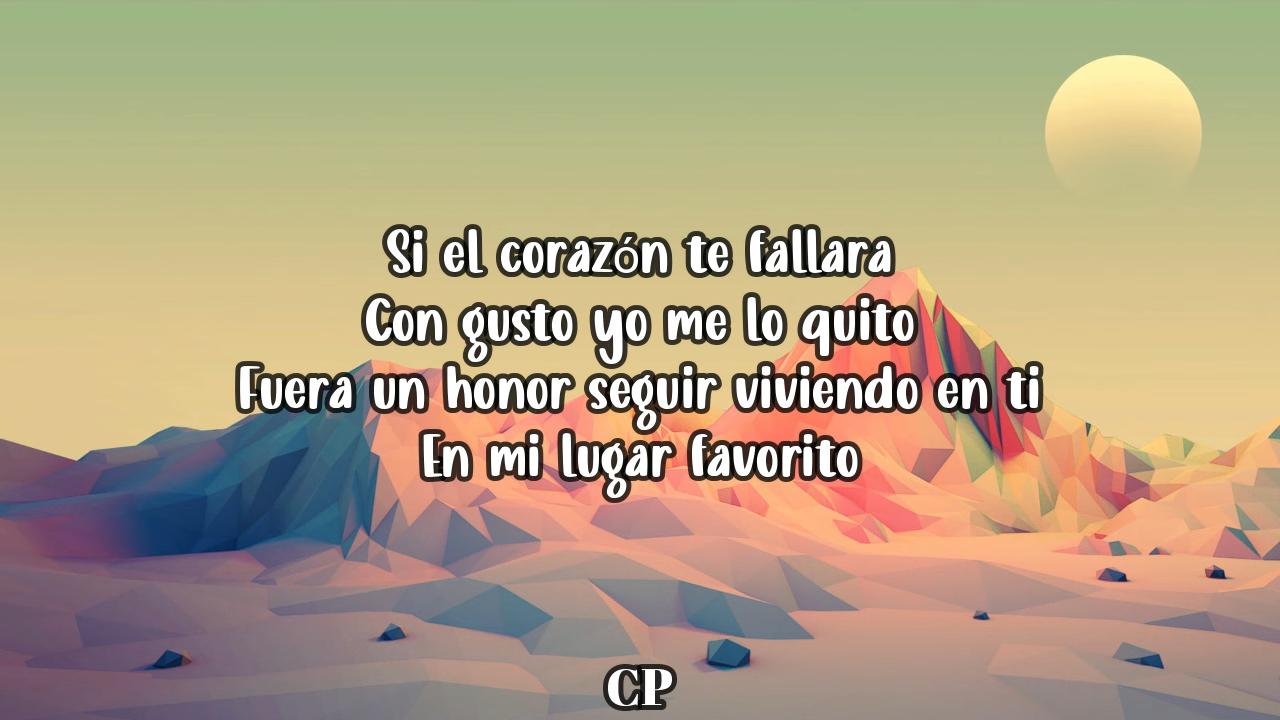 Si el corazón te fallara
Con gusto yo me lo quito
Fuera un honor seguir viviendo en ti
En mi lugar favorito
CP